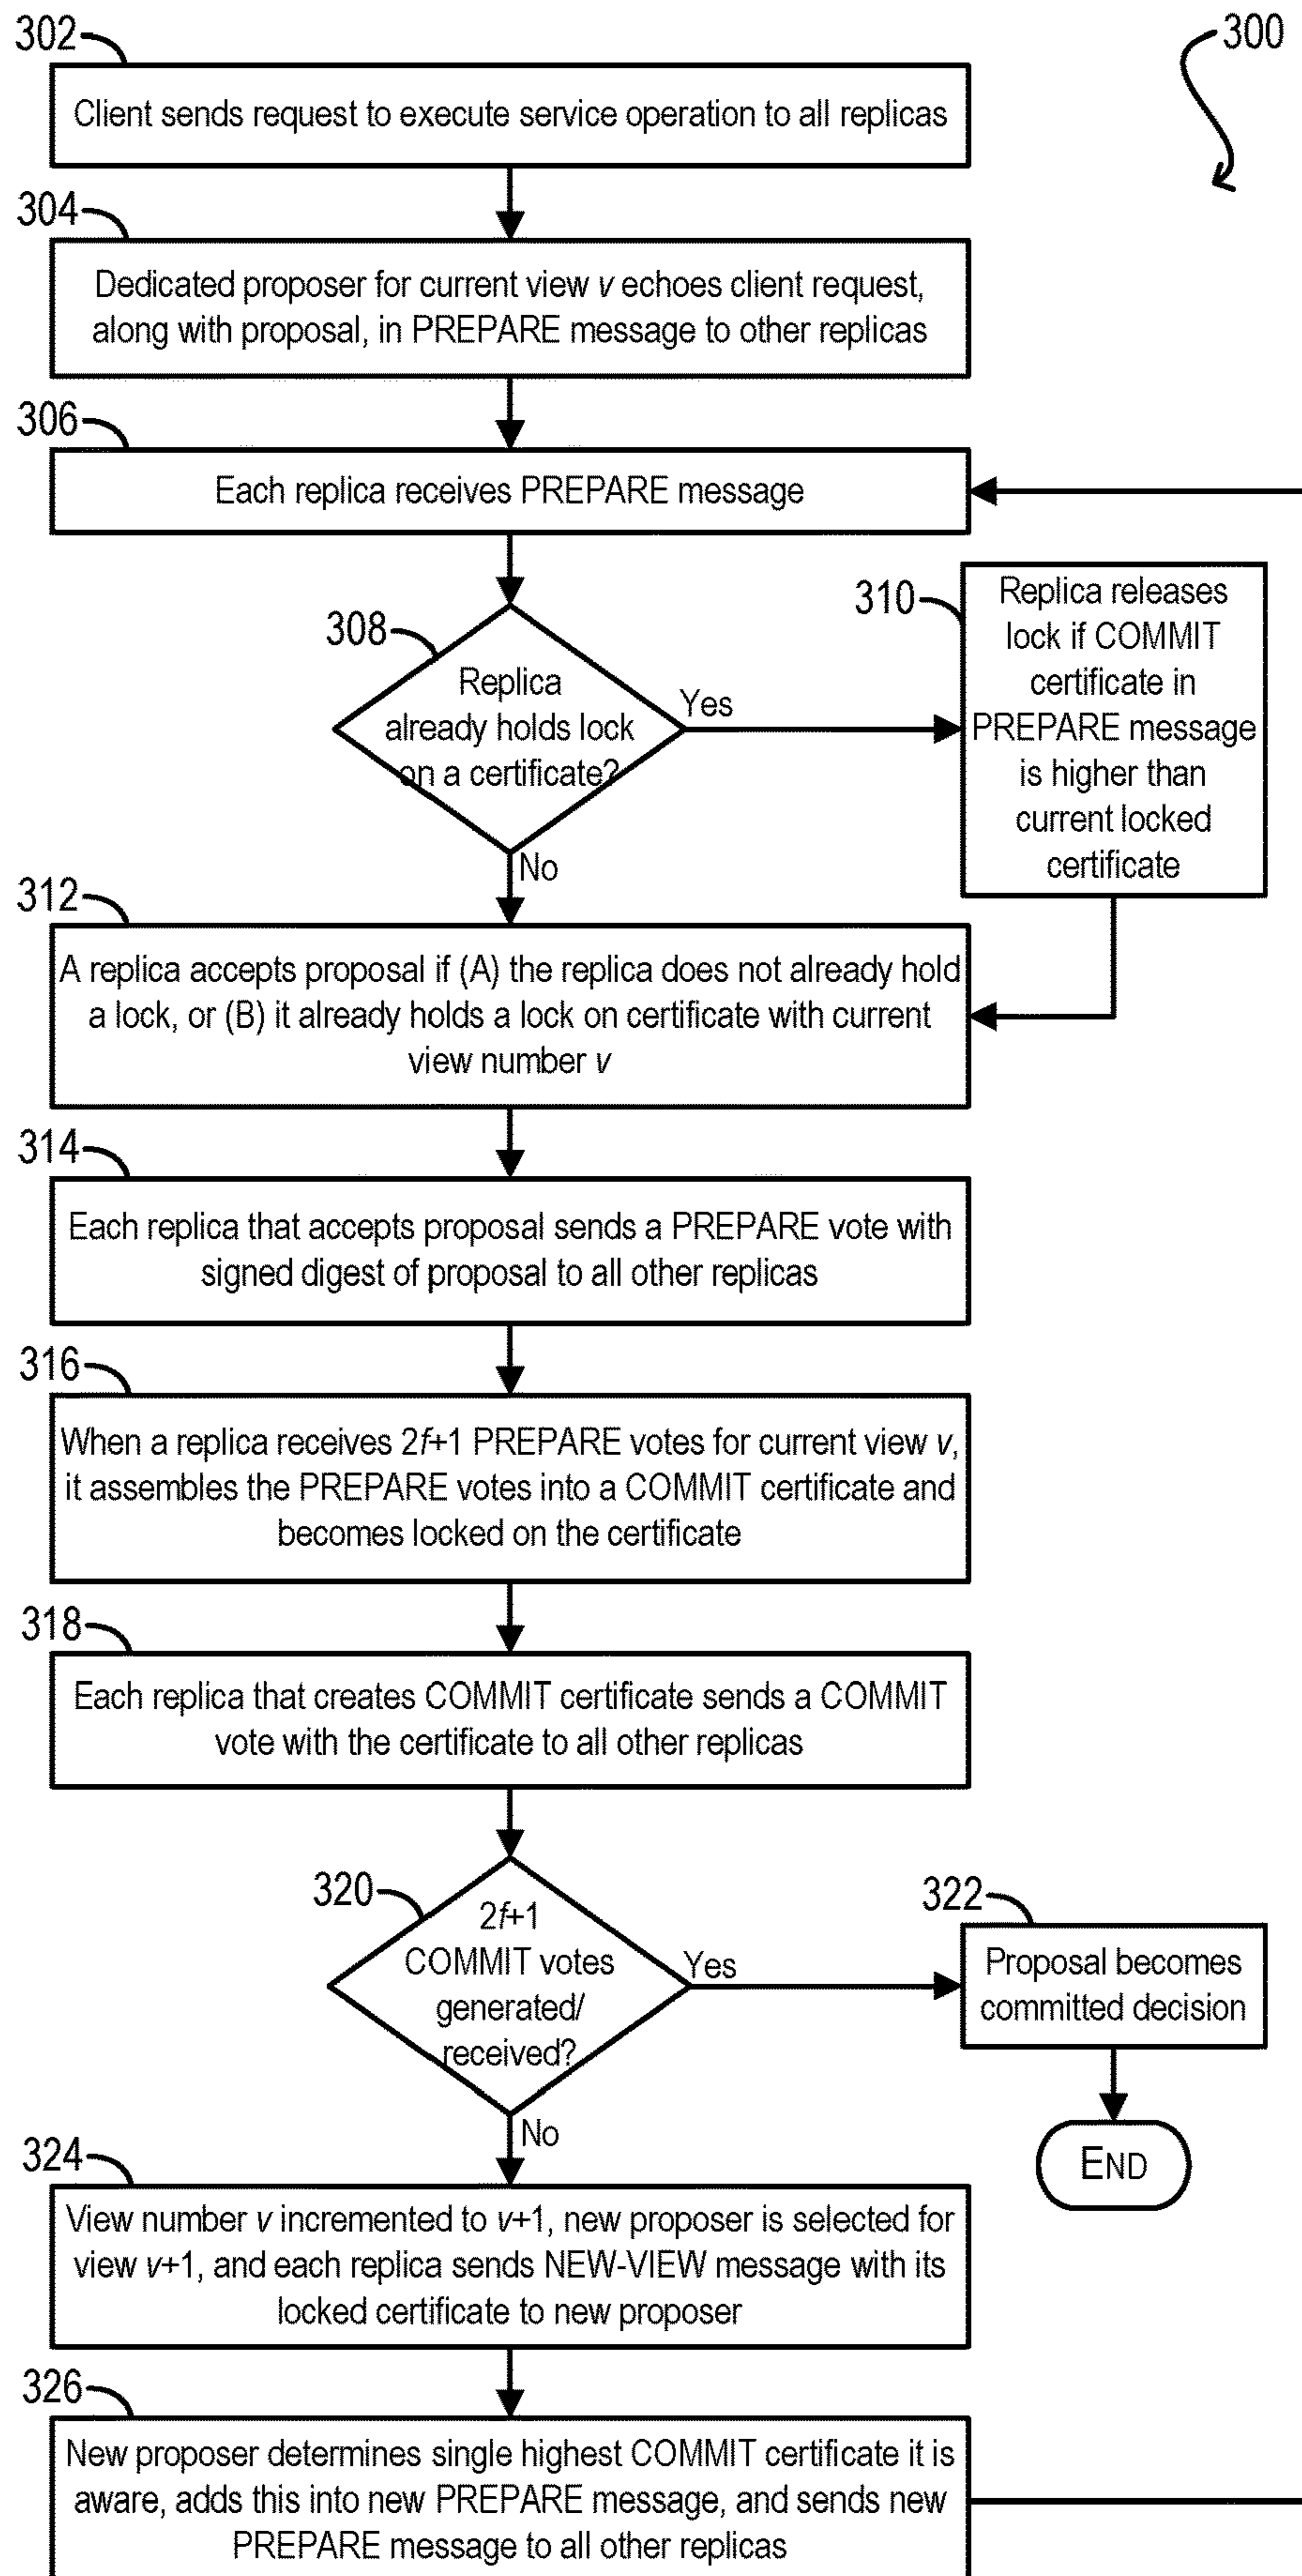 302
300
Client sends request to execute service operation to all replicas
304
Dedicated proposer for current view v echoes client request,
along with proposal, in PREPARE message to other replicas
306
Each replica receives PREPARE message
308
Replica
already holds lock
on a certificate?
Yes
No
310
Replica releases
lock if COMMIT
certificate in
PREPARE message
is higher than
current locked
certificate
312
A replica accepts proposal if (A) the replica does not already hold
a lock, or (B) it already holds a lock on certificate with current
view number v
314
Each replica that accepts proposal sends a PREPARE vote with
signed digest of proposal to all other replicas
316
When a replica receives 2f+1 PREPARE votes for current view v,
it assembles the PREPARE votes into a COMMIT certificate and
becomes locked on the certificate
318
Each replica that creates COMMIT certificate sends a COMMIT
vote with the certificate to all other replicas
320
2f+1
COMMIT votes
generated/
received?
Yes
No
322
Proposal becomes
committed decision
END
324
View number v incremented to v+1, new proposer is selected for
view v+1, and each replica sends NEW-VIEW message with its
locked certificate to new proposer
326
New proposer determines single highest COMMIT certificate it is
aware, adds this into new PREPARE message, and sends new
PREPARE message to all other replicas